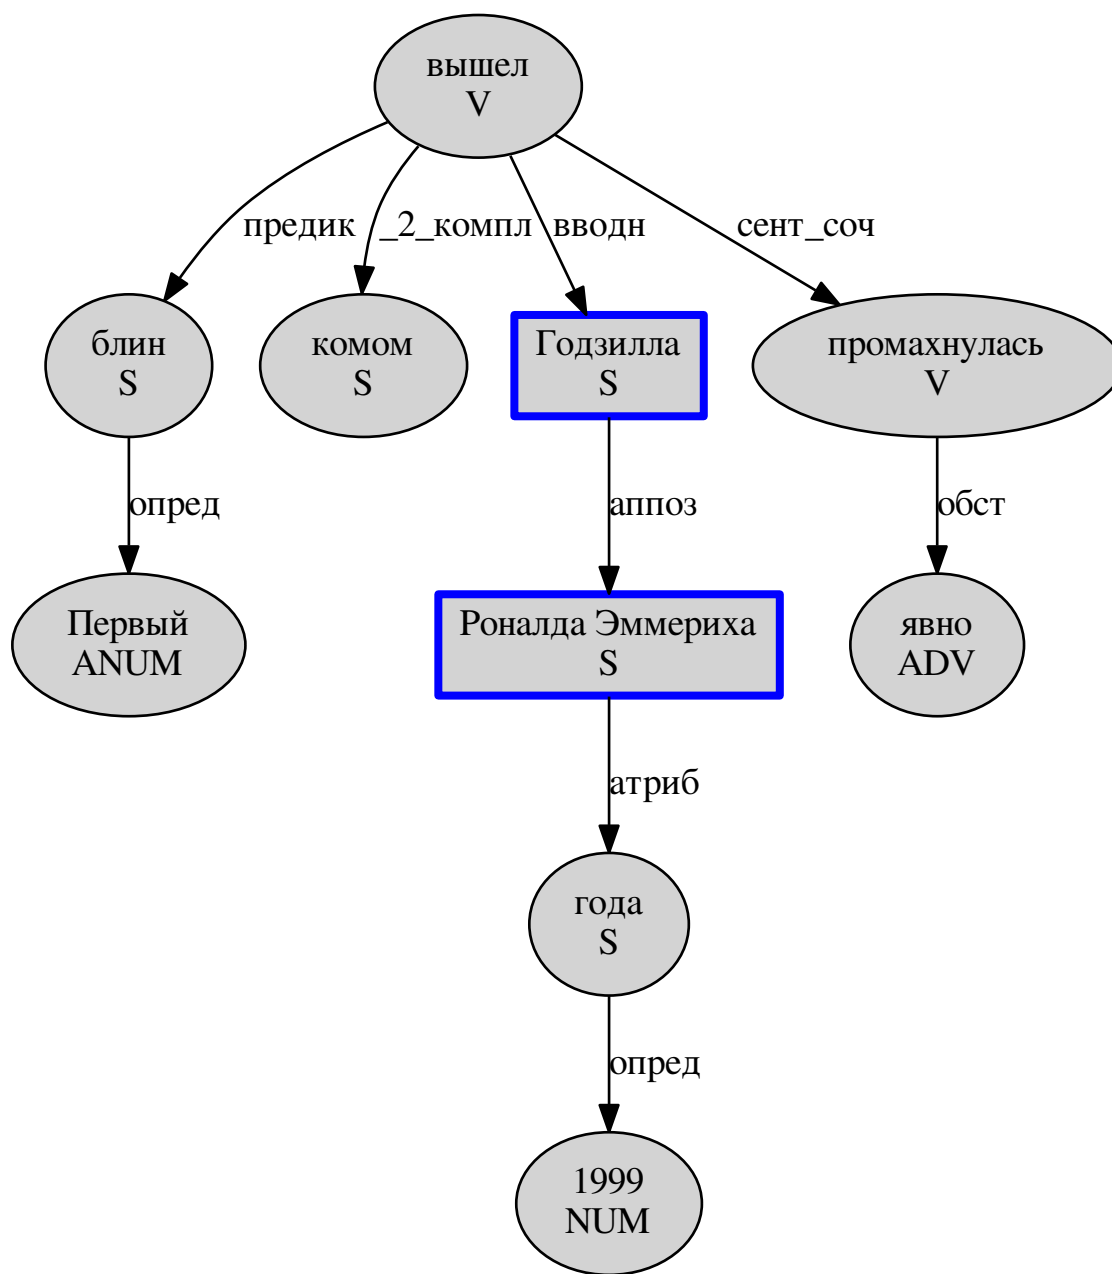 вышел
V
предик
_2_компл
вводн
сент_соч
блин
S
комом
S
Годзилла
S
промахнулась
V
опред
аппоз
обст
Первый
ANUM
Роналда Эммериха
S
явно
ADV
атриб
года
S
опред
1999
NUM